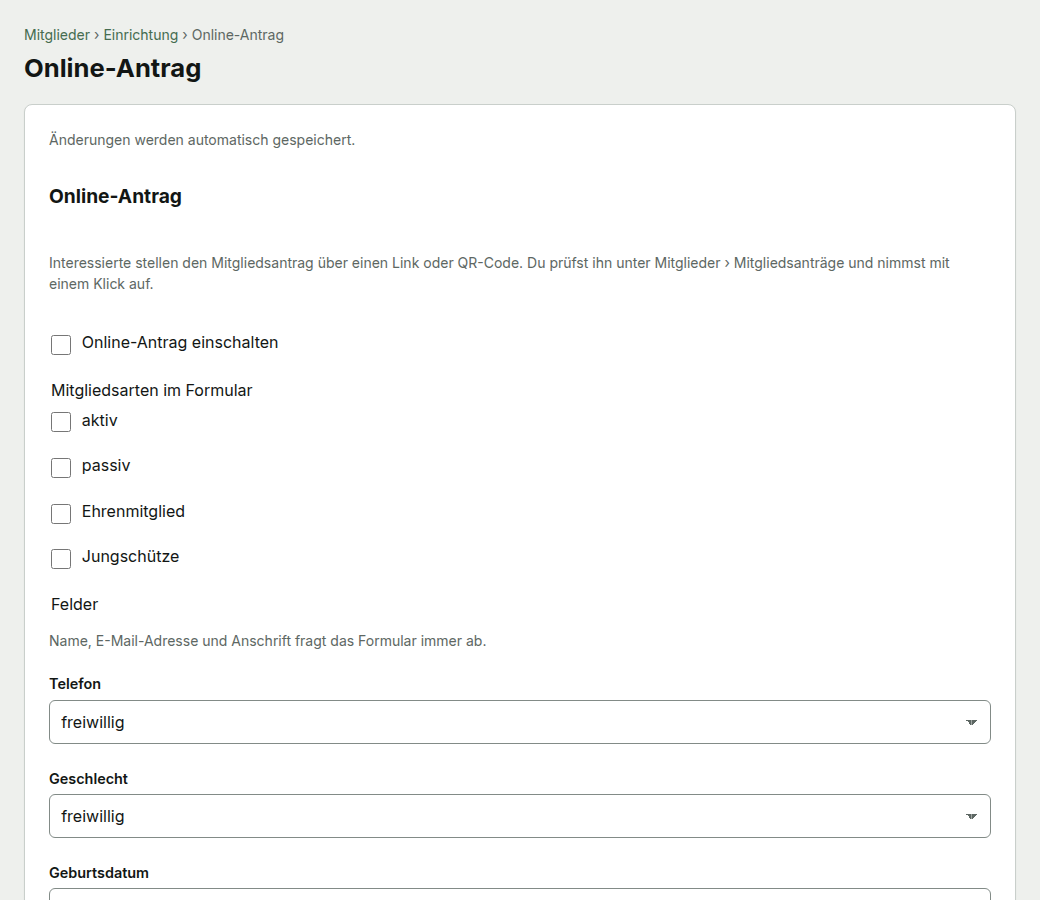 Mitglieder › Einrichtung › Online-Antrag
Online-Antrag
Änderungen werden automatisch gespeichert.
Online-Antrag
Interessierte stellen den Mitgliedsantrag über einen Link oder QR-Code. Du prüfst ihn unter Mitglieder › Mitgliedsanträge und nimmst mit
einem Klick auf.
Online-Antrag einschalten
Mitgliedsarten im Formular
aktiv
passiv
Ehrenmitglied
Jungschütze
Felder
Name, E-Mail-Adresse und Anschrift fragt das Formular immer ab.
Telefon
freiwillig
Geschlecht
freiwillig
Geburtsdatum